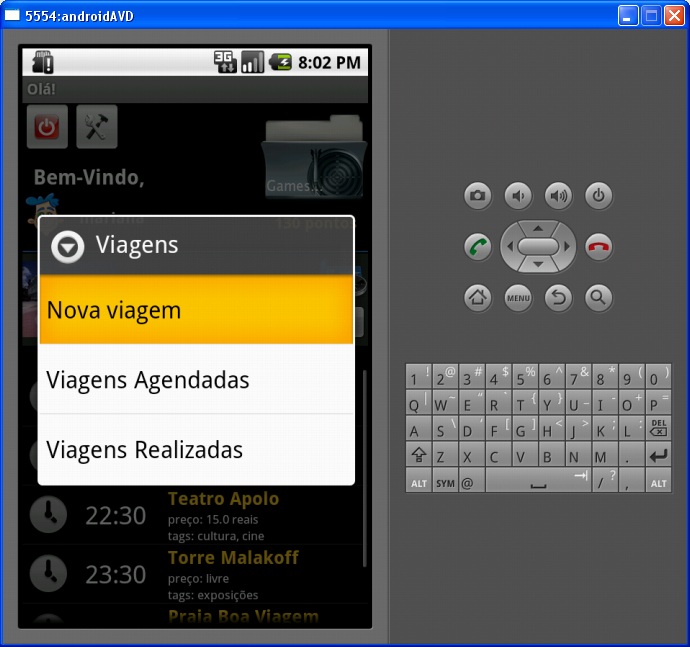 5554:androidAVD
3G
8:02 PM
Olá!
Games...
Bem-Vindo,
130 pontos
Viagens
Nova viagem
Viagens Agendadas
Viagens Realizadas
22:30
Teatro Apolo
preço: 15.0 reais
tags: cultura, cine
23:30
Torre Malakoff
preço: livre
tags: exposições
Praia Boa Viagem
MENU
1 ! 2 @ 3 # 4 $ 5 % 6 ^ 7 & 8 * 9 ( 0 )
Q | W ~ E " R ` T { Y } U _ I - O + P =
A S \ D ' F [ G ] H < J > K ; L : DEL
Z X C V B N M .
ALT SYM @ / ? , ALT